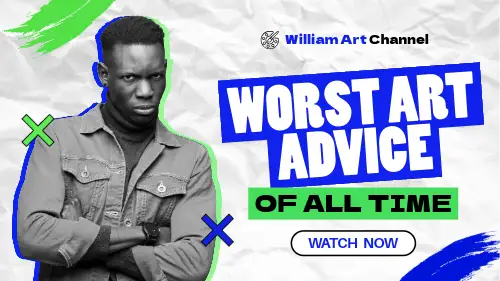 William Art Channel
WORST ART
ADVICE
OF ALL TIME
WATCH NOW